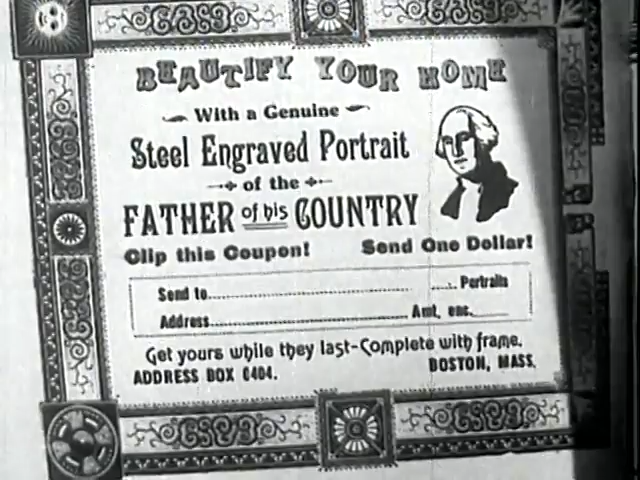 BEAUTIFY YOUR HOME
With a Genuine
Steel Engraved Portrait
of the
FATHER of his COUNTRY
Clip this Coupon! Send One Dollar!
Send to Portraits
Address Amt. enc.
Get yours while they last-Complete with frame.
ADDRESS BOX 0404. BOSTON, MASS.